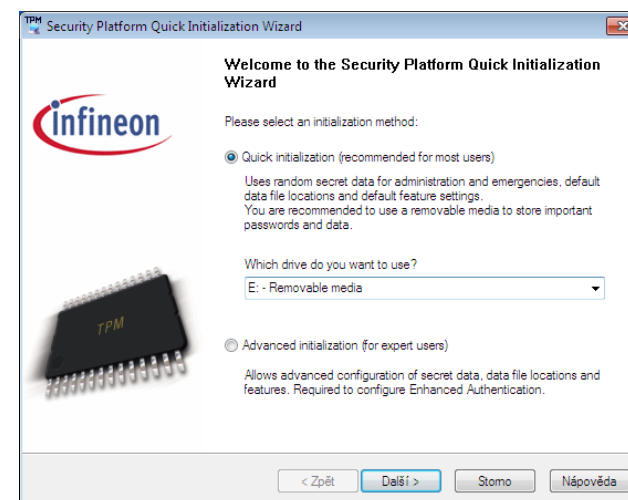 TPM Security Platform Quick Initialization Wizard
Welcome to the Security Platform Quick Initialization
Wizard
infineon
Please select an initialization method:
Quick initialization (recommended for most users)
Uses random secret data for administration and emergencies, default
data file locations and default feature settings.
You are recommended to use a removable media to store important
passwords and data.
Which drive do you want to use?
E: - Removable media
TPM
Advanced initialization (for expert users)
Allows advanced configuration of secret data, data file locations and
features. Required to configure Enhanced Authentication.
< Zpět
Další >
Storno
Nápověda